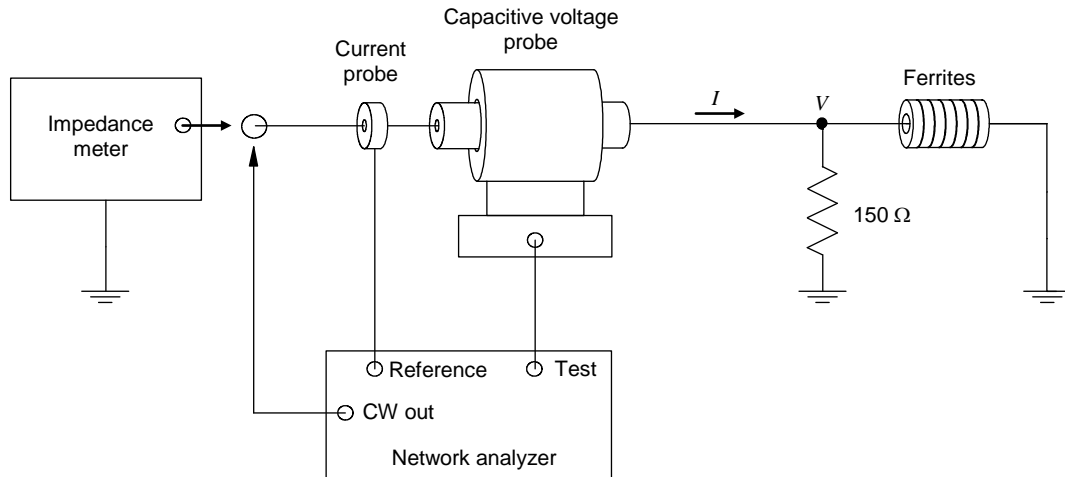 Capacitive voltage
probe
Current
probe
Ferrites
Impedance
meter
I
V
150 Ω
Reference
Test
CW out
Network analyzer